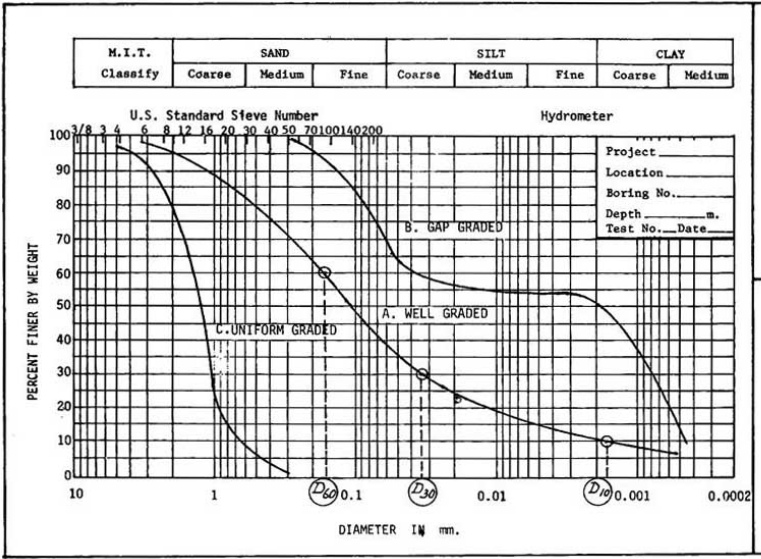 M.I.T. SAND SILT CLAY
Classify Coarse Medium Fine Coarse Medium Fine Coarse Medium
U.S. Standard Sieve Number Hydrometer
3/8 3 4 6 8 12 16 20 30 40 50 70 100 140 200
100
90
80
70
60
50
40
30
20
10
0
Project
Location
Boring No.
Depth m.
Test No. Date
B. GAP GRADED
A. WELL GRADED
C. UNIFORM GRADED
PERCENT FINER BY WEIGHT
10 1 D60 0.1 D30 0.01 D10 0.001 0.0002
DIAMETER IN mm.